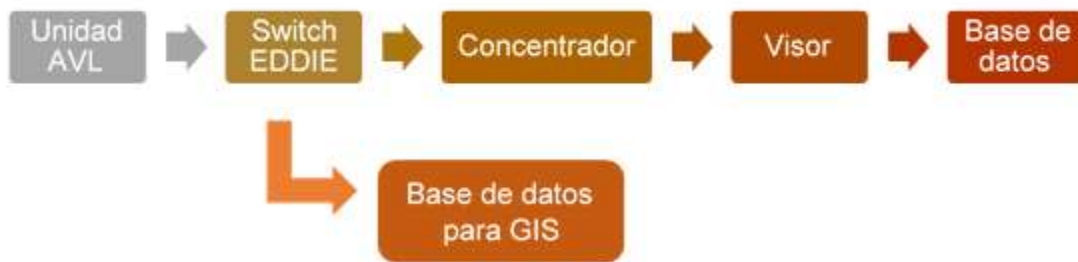 Unidad
AVL
Switch
EDDIE
Concentrador
Visor
Base de
datos
Base de datos
para GIS